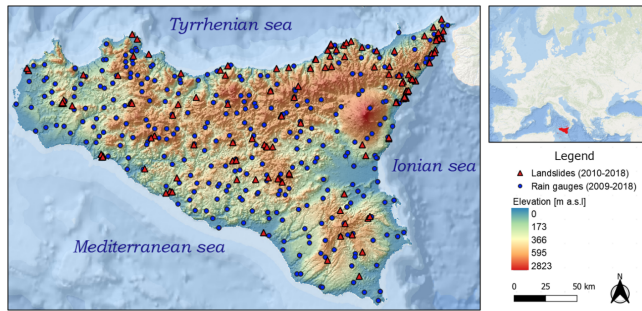 Tyrrhenian sea
Ionian sea
Mediterranean sea
Legend
Landslides (2010-2018)
Rain gauges (2009-2018)
Elevation [m a.s.l]
0
173
366
595
2823
N
0 25 50 km